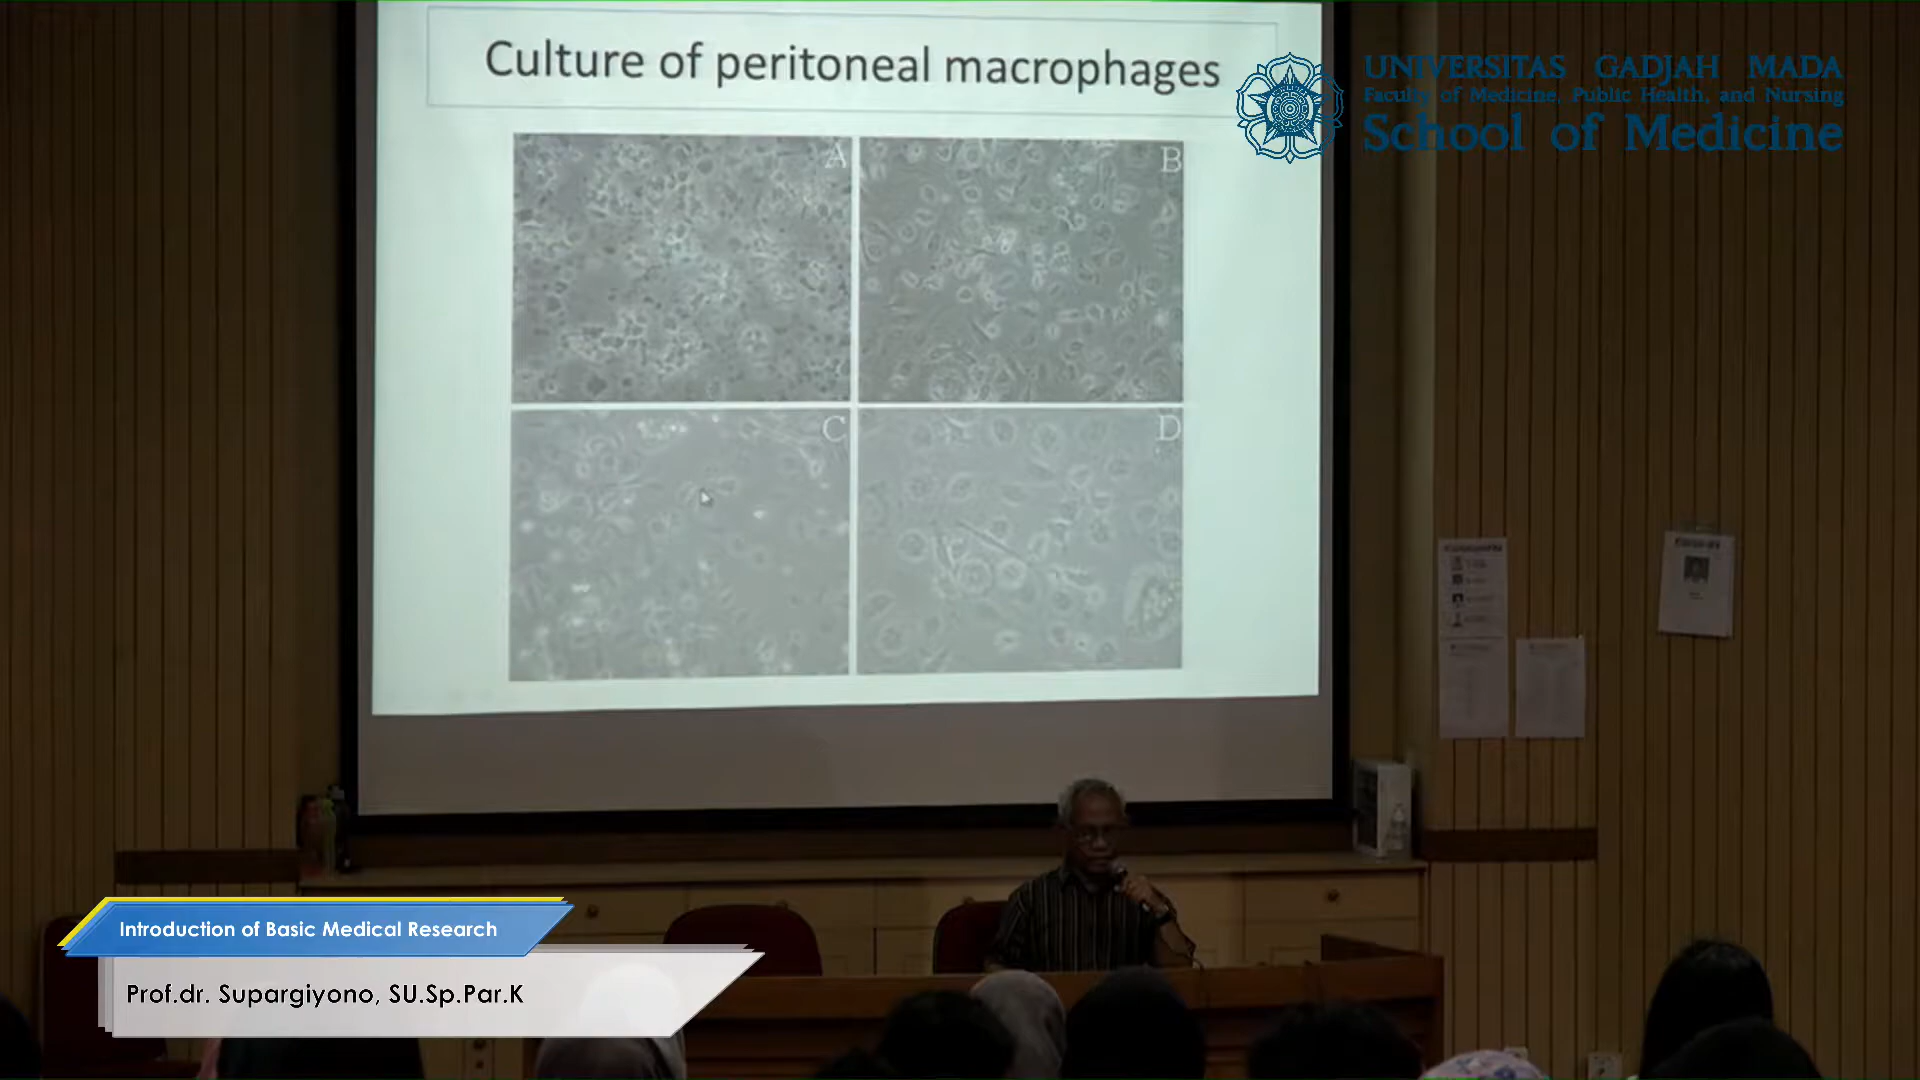 Culture of peritoneal macrophages
A
B
C
D
UNIVERSITAS GADJAH MADA
Faculty of Medicine, Public Health, and Nursing
School of Medicine
Introduction of Basic Medical Research
Prof.dr. Supargiyono, SU.Sp.Par.K